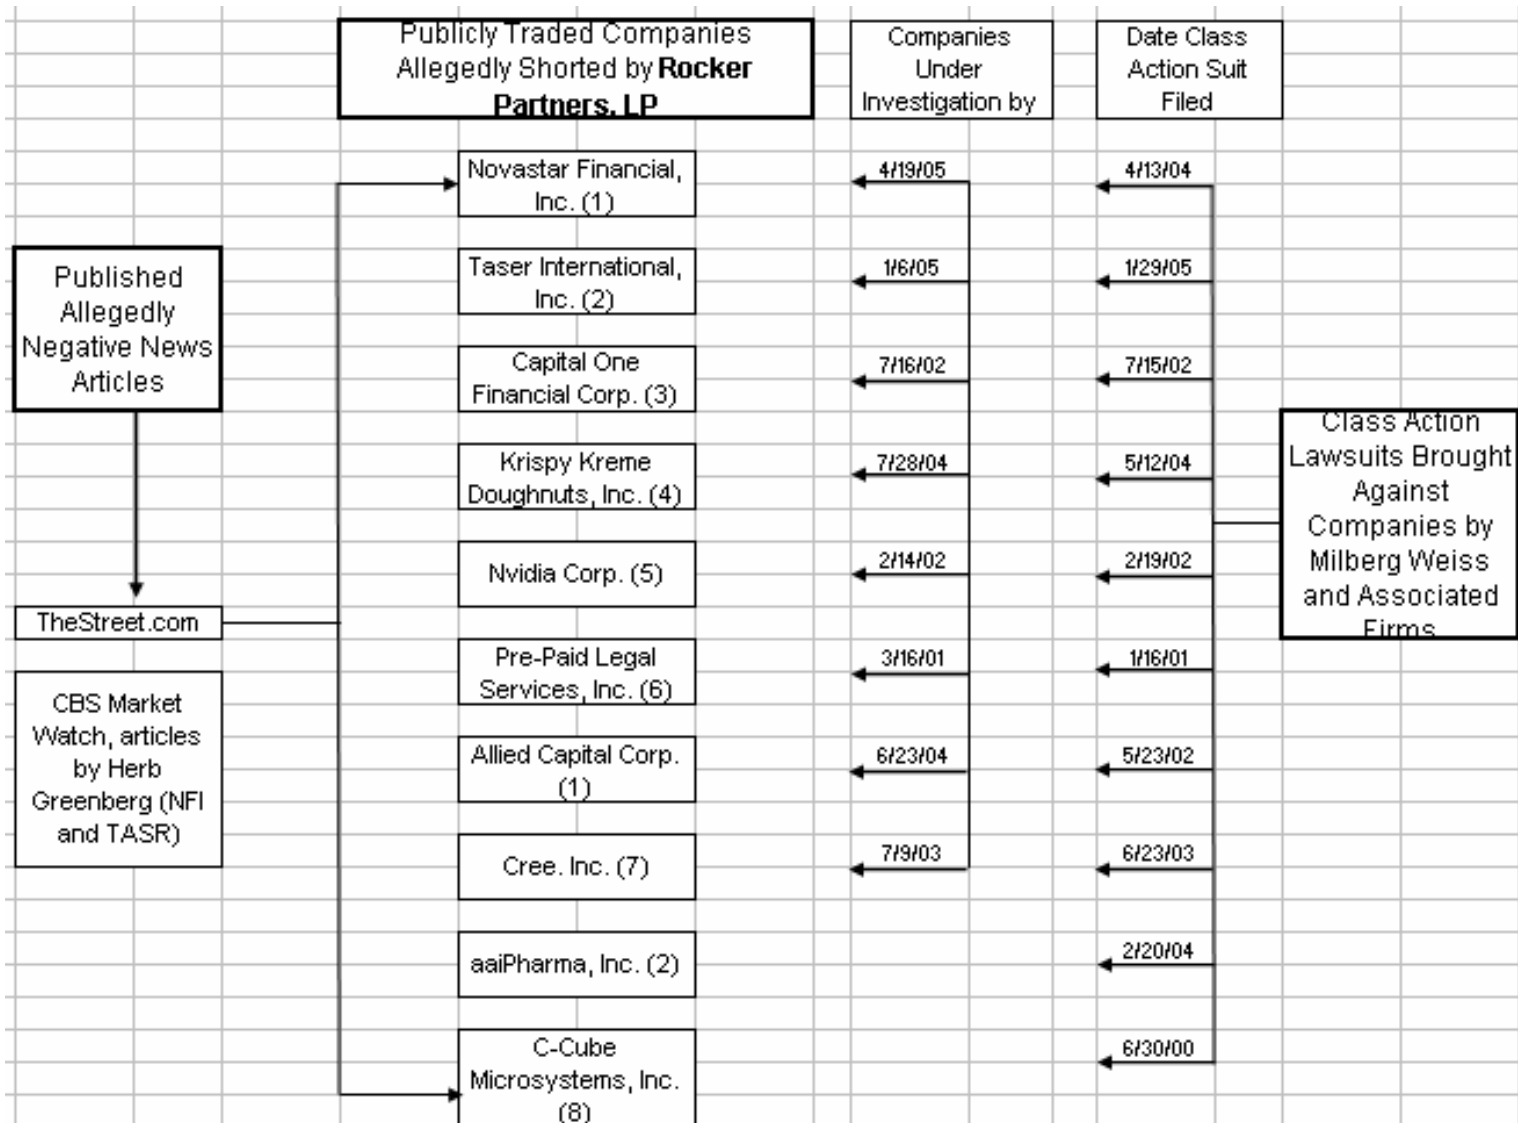 Publicly Traded Companies
Allegedly Shorted by Rocker
Partners, LP
Companies
Under
Investigation by
Date Class
Action Suit
Filed
Novastar Financial,
Inc. (1)
4/19/05
4/13/04
Taser International,
Inc. (2)
1/6/05
1/29/05
Published
Allegedly
Negative News
Articles
Capital One
Financial Corp. (3)
7/16/02
7/15/02
Krispy Kreme
Doughnuts, Inc. (4)
7/28/04
5/12/04
Class Action
Lawsuits Brought
Against
Companies by
Milberg Weiss
and Associated
Firms
Nvidia Corp. (5)
2/14/02
2/19/02
TheStreet.com
Pre-Paid Legal
Services, Inc. (6)
3/16/01
1/16/01
CBS Market
Watch, articles
by Herb
Greenberg (NFI
and TASR)
Allied Capital Corp.
(1)
6/23/04
5/23/02
Cree. Inc. (7)
7/9/03
6/23/03
aaiPharma, Inc. (2)
2/20/04
C-Cube
Microsystems, Inc.
(8)
6/30/00